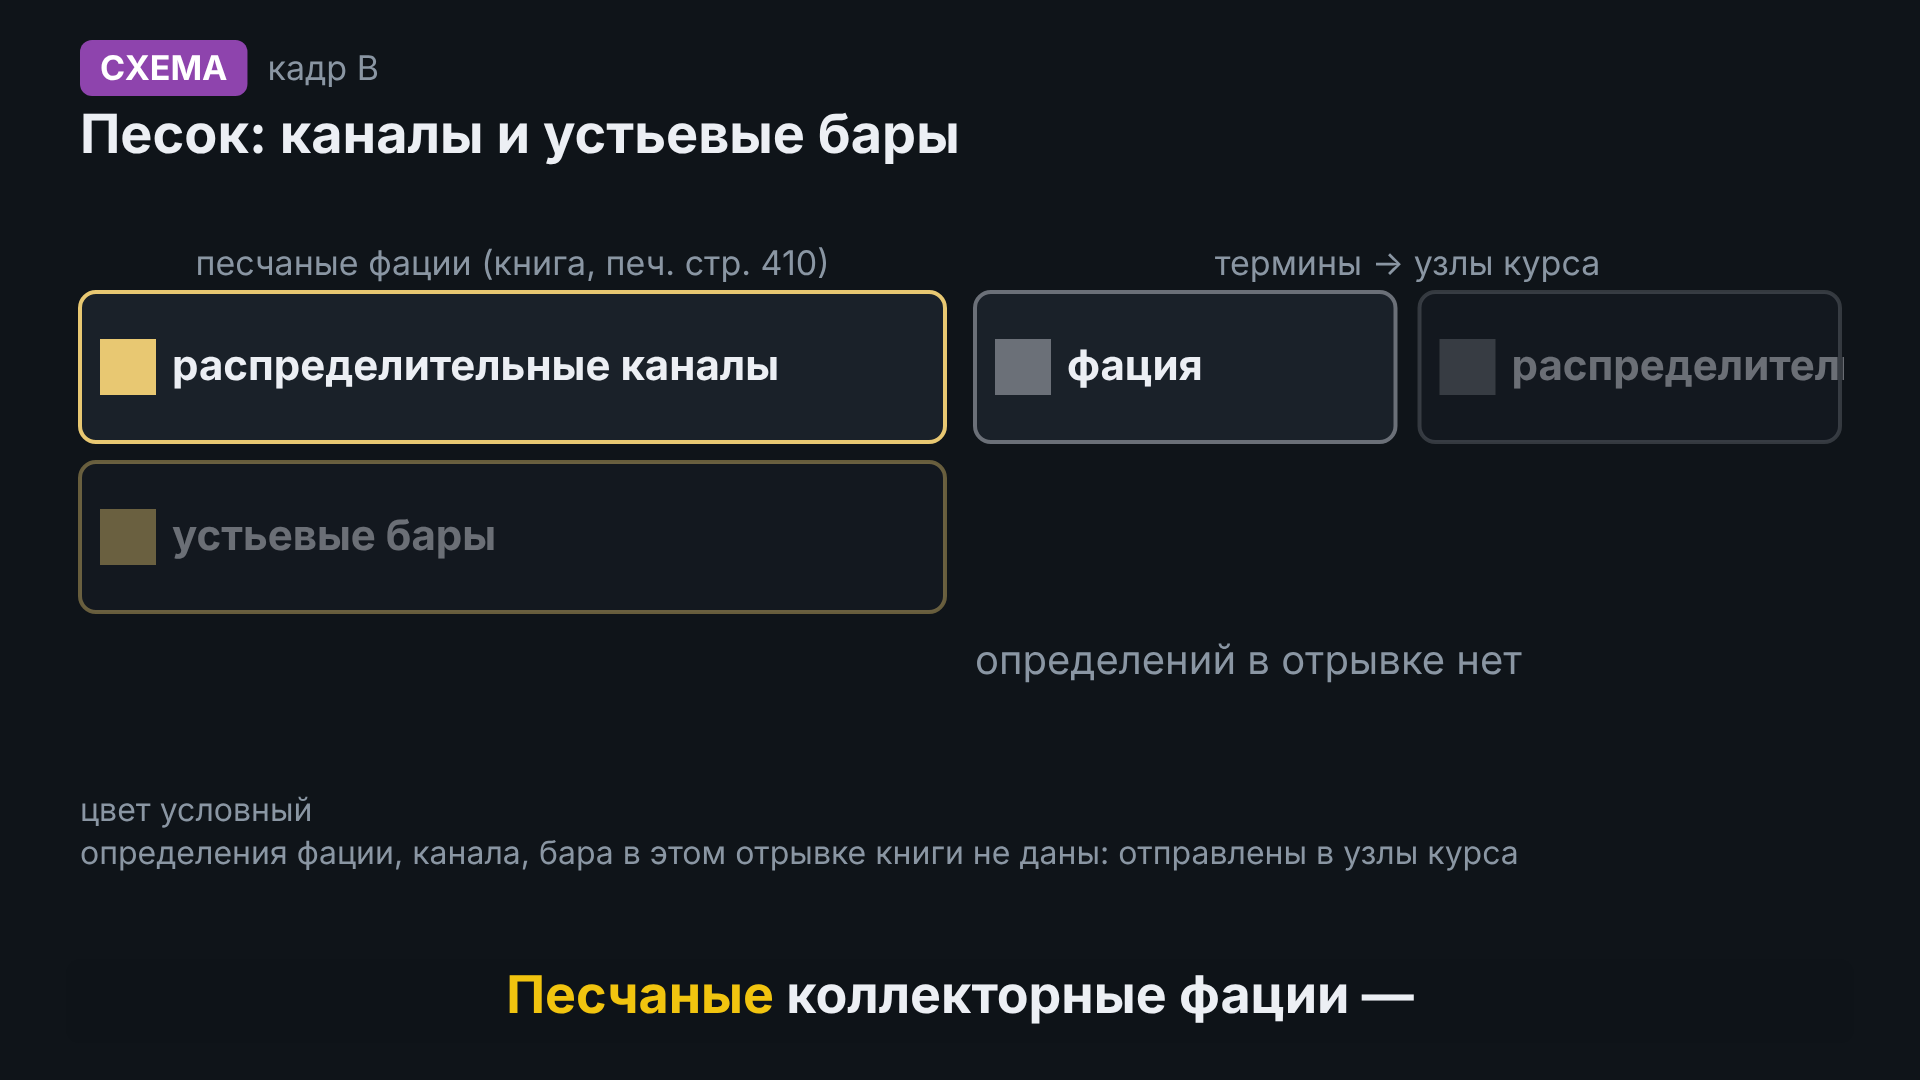 СХЕМА кадр B
Песок: каналы и устьевые бары
песчаные фации (книга, печ. стр. 410)
термины → узлы курса
распределительные каналы
фация
распределител
устьевые бары
определений в отрывке нет
цвет условный
определения фации, канала, бара в этом отрывке книги не даны: отправлены в узлы курса
Песчаные коллекторные фации —